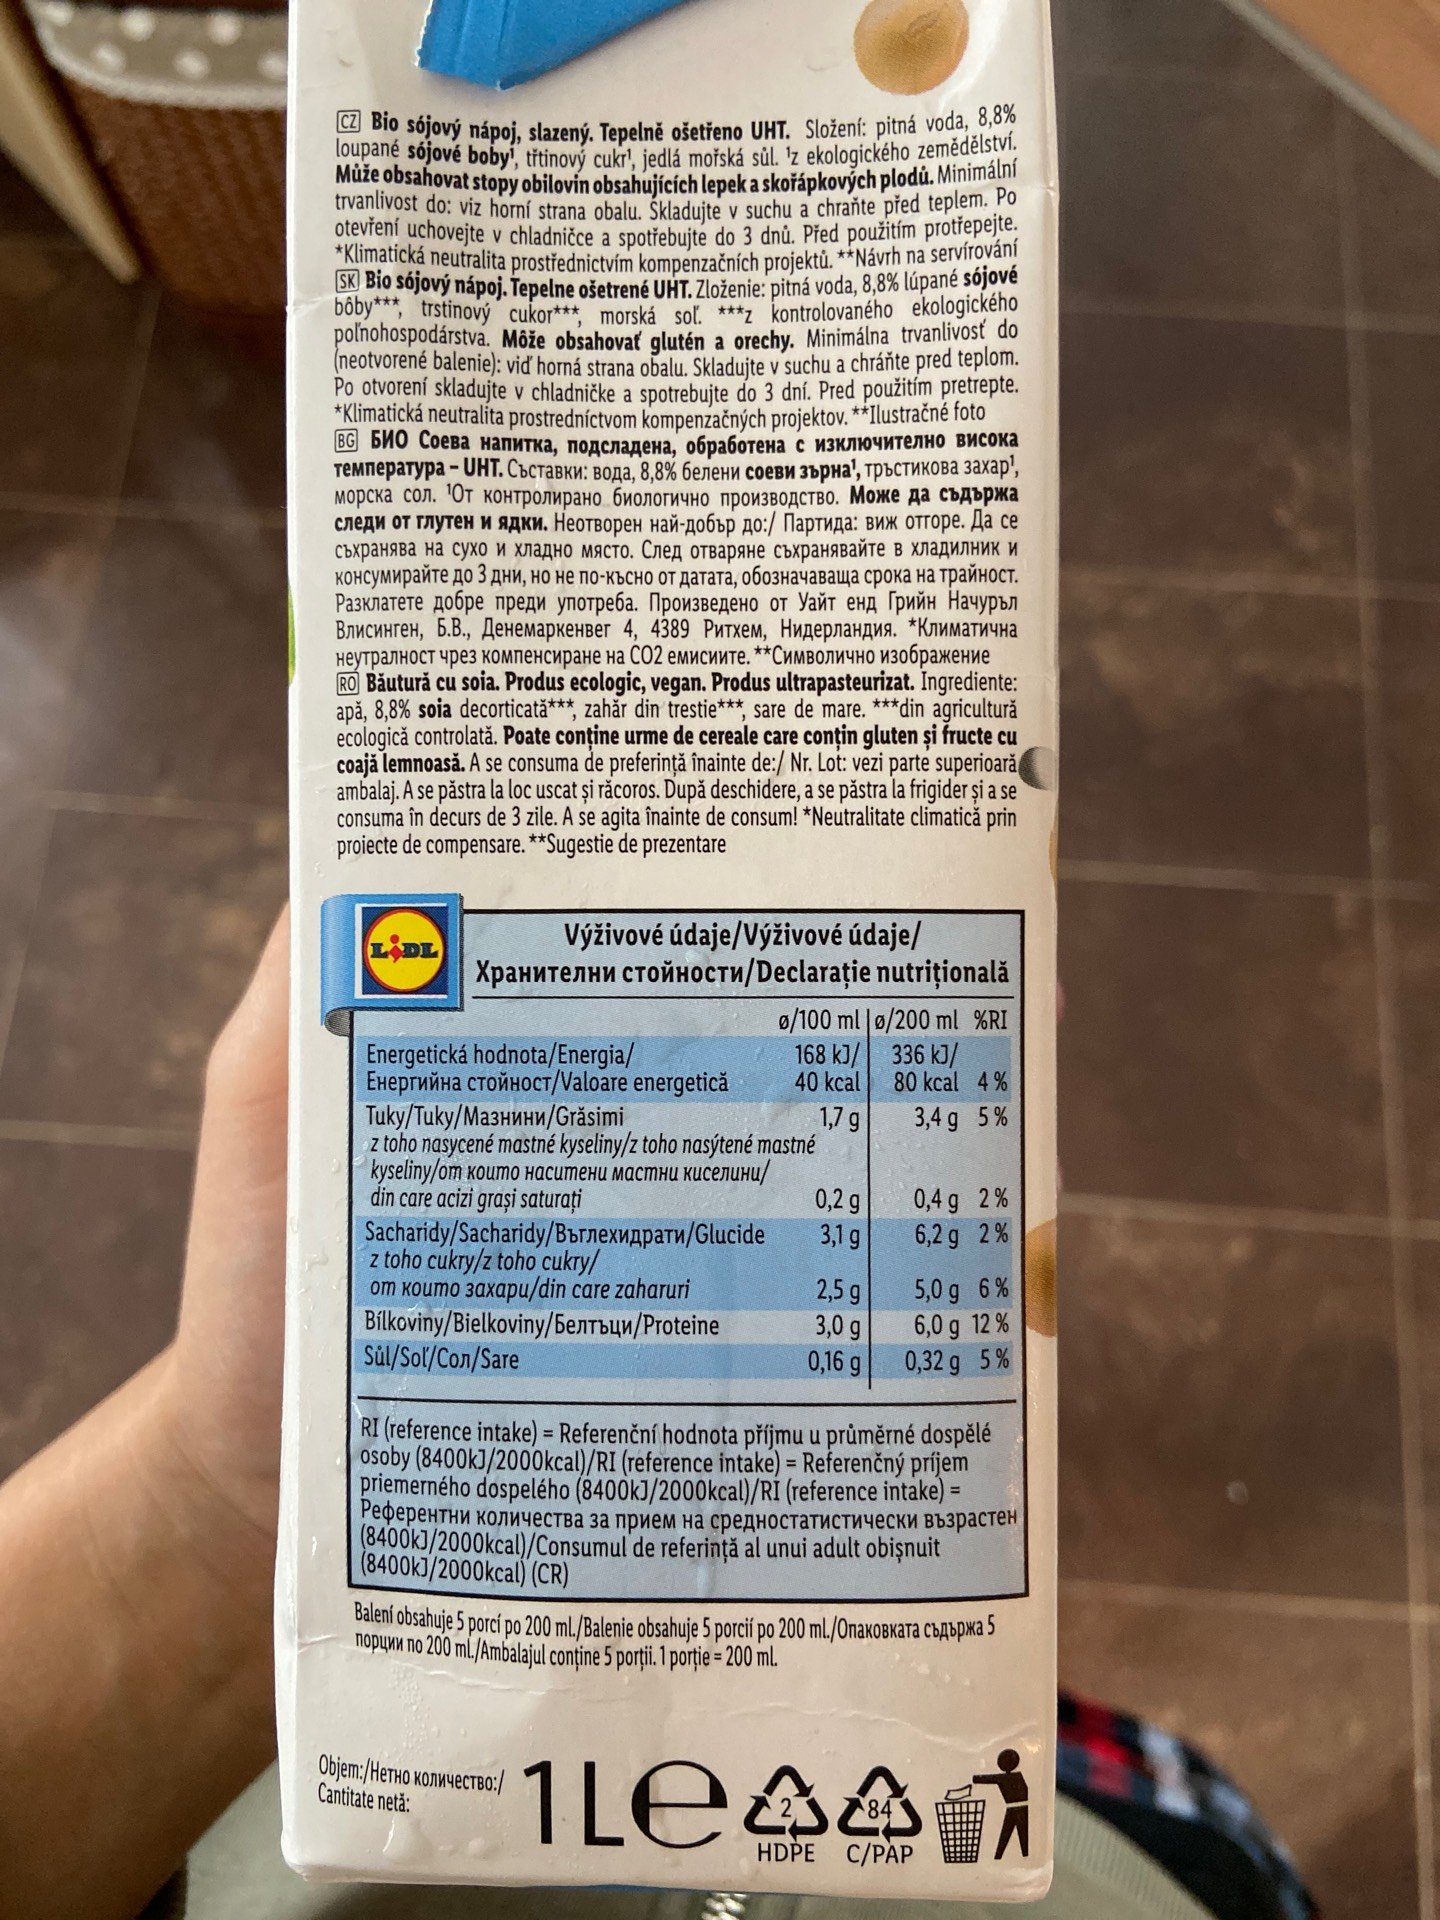 CZ Bio sójový nápoj, slazený. Tepelně ošetřeno UHT. Složení: pitná voda, 8,8%
loupané sójové boby¹, třtinový cukr¹, jedlá mořská sůl. ¹z ekologického zemědělství.
Může obsahovat stopy obilovin obsahujících lepek a skořápkových plodů. Minimální
trvanlivost do: viz horní strana obalu. Skladujte v suchu a chraňte před teplem. Po
otevření uchovejte v chladničce a spotřebujte do 3 dnů. Před použitím protřepejte.
*Klimatická neutralita prostřednictvím kompenzačních projektů. **Návrh na servírování
SK Bio sójový nápoj. Tepelne ošetrené UHT. Zloženie: pitná voda, 8,8% lúpané sójové
bôby***, trstinový cukor***, morská soľ. ***z kontrolovaného ekologického
poľnohospodárstva. Môže obsahovať glutén a orechy. Minimálna trvanlivosť do
(neotvorené balenie): viď horná strana obalu. Skladujte v suchu a chráňte pred teplom.
Po otvorení skladujte v chladničke a spotrebujte do 3 dní. Pred použitím pretrepte.
*Klimatická neutralita prostredníctvom kompenzačných projektov. **Ilustračné foto
BG БИО Соева напитка, подсладена, обработена с изключително висока
температура – UHT. Съставки: вода, 8,8% белени соеви зърна¹, тръстикова захар¹,
морска сол. ¹От контролирано биологично производство. Може да съдържа
следи от глутен и ядки. Неотворен най-добър до:/ Партида: виж отгоре. Да се
съхранява на сухо и хладно място. След отваряне съхранявайте в хладилник и
консумирайте до 3 дни, но не по-късно от датата, обозначаваща срока на трайност.
Разклатете добре преди употреба. Произведено от Уайт енд Грийн Начуръл
Влисинген, Б.В., Денемаркенвег 4, 4389 Ритхем, Нидерландия. *Климатична
неутралност чрез компенсиране на CO2 емисиите. **Символично изображение
RO Băutură cu soia. Produs ecologic, vegan. Produs ultrapasteurizat. Ingrediente:
apă, 8,8% soia decorticată***, zahăr din trestie***, sare de mare. ***din agricultură
ecologică controlată. Poate conține urme de cereale care conțin gluten și fructe cu
coajă lemnoasă. A se consuma de preferință înainte de:/ Nr. Lot: vezi parte superioară
ambalaj. A se păstra la loc uscat și răcoros. După deschidere, a se păstra la frigider și a se
consuma în decurs de 3 zile. A se agita înainte de consum! *Neutralitate climatică prin
proiecte de compensare. **Sugestie de prezentare
LIDL
Výživové údaje/Výživové údaje/
Хранителни стойности/Declarație nutrițională
ø/100 ml ø/200 ml %RI
Energetická hodnota/Energia/ 168 kJ/ 336 kJ/
Енергийна стойност/Valoare energetică 40 kcal 80 kcal 4 %
Tuky/Tuky/Мазнини/Grăsimi 1,7 g 3,4 g 5 %
z toho nasycené mastné kyseliny/z toho nasýtené mastné
kyseliny/от които наситени мастни киселини/
din care acizi grași saturați 0,2 g 0,4 g 2 %
Sacharidy/Sacharidy/Въглехидрати/Glucide 3,1 g 6,2 g 2 %
z toho cukry/z toho cukry/
от които захари/din care zaharuri 2,5 g 5,0 g 6 %
Bílkoviny/Bielkoviny/Белтъци/Proteine 3,0 g 6,0 g 12 %
Sůl/Soľ/Сол/Sare 0,16 g 0,32 g 5 %
RI (reference intake) = Referenční hodnota příjmu u průměrné dospělé
osoby (8400kJ/2000kcal)/RI (reference intake) = Referenčný príjem
priemerného dospelého (8400kJ/2000kcal)/RI (reference intake) =
Референтни количества за прием на средностатистически възрастен
(8400kJ/2000kcal)/Consumul de referință al unui adult obișnuit
(8400kJ/2000kcal) (CR)
Balení obsahuje 5 porcí po 200 ml./Balenie obsahuje 5 porcií po 200 ml./Опаковката съдържа 5
порции по 200 ml./Ambalajul conține 5 porții. 1 porție = 200 ml.
Objem:/Нетно количество:/
Cantitate netă:
1L e
2
HDPE
84
C/PAP